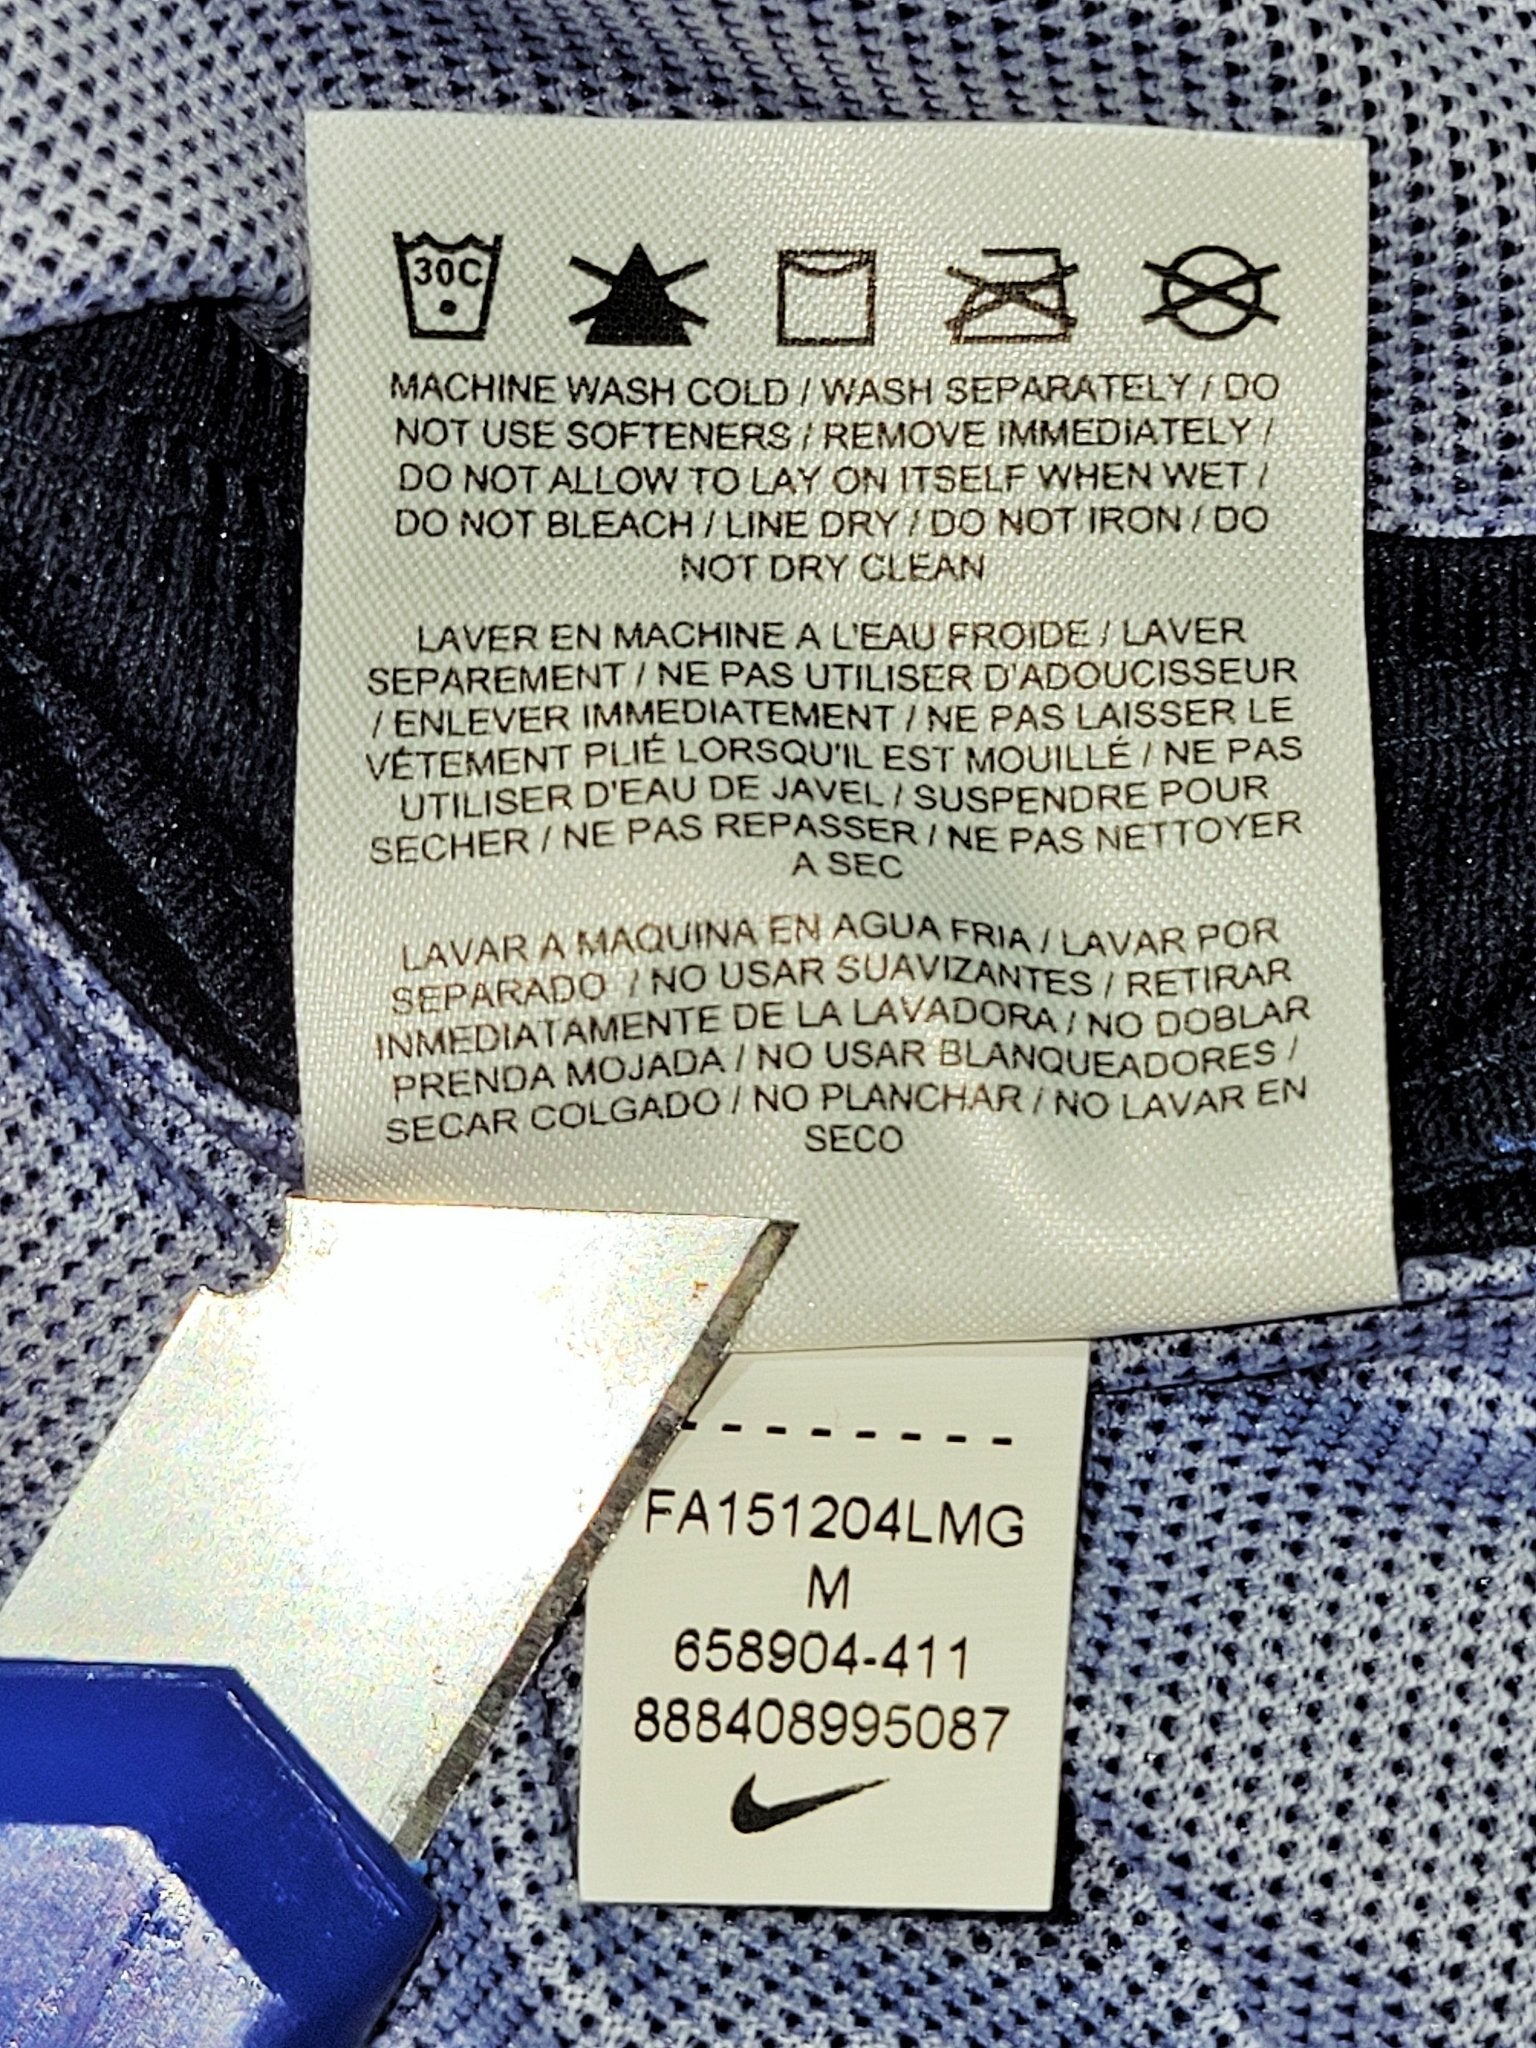 30C
MACHINE WASH COLD / WASH SEPARATELY / DO
NOT USE SOFTENERS / REMOVE IMMEDIATELY /
DO NOT ALLOW TO LAY ON ITSELF WHEN WET /
DO NOT BLEACH / LINE DRY / DO NOT IRON / DO
NOT DRY CLEAN
LAVER EN MACHINE A L'EAU FROIDE / LAVER
SEPAREMENT / NE PAS UTILISER D'ADOUCISSEUR
/ ENLEVER IMMEDIATEMENT / NE PAS LAISSER LE
VÊTEMENT PLIÉ LORSQU'IL EST MOUILLÉ / NE PAS
UTILISER D'EAU DE JAVEL / SUSPENDRE POUR
SECHER / NE PAS REPASSER / NE PAS NETTOYER
A SEC
LAVAR A MAQUINA EN AGUA FRIA / LAVAR POR
SEPARADO / NO USAR SUAVIZANTES / RETIRAR
INMEDIATAMENTE DE LA LAVADORA / NO DOBLAR
PRENDA MOJADA / NO USAR BLANQUEADORES /
SECAR COLGADO / NO PLANCHAR / NO LAVAR EN
SECO
FA151204LMG
M
658904-411
888408995087